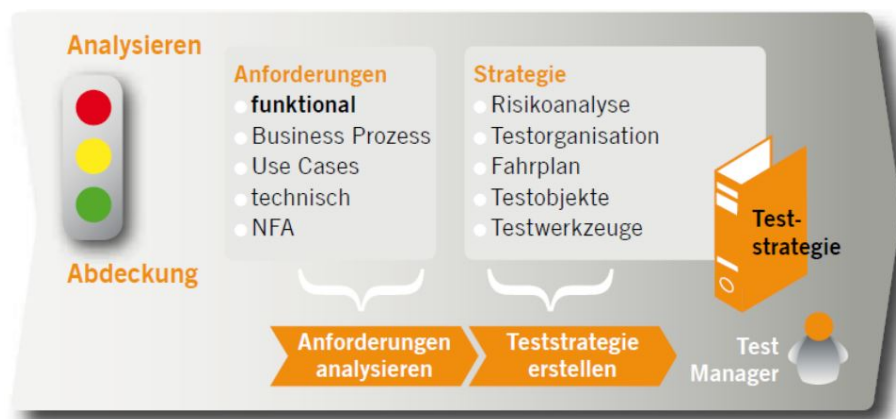 Analysieren
Abdeckung
Anforderungen
funktional
Business Prozess
Use Cases
technisch
NFA
Strategie
Risikoanalyse
Testorganisation
Fahrplan
Testobjekte
Testwerkzeuge
Test-
strategie
Anforderungen
analysieren
Teststrategie
erstellen
Test
Manager